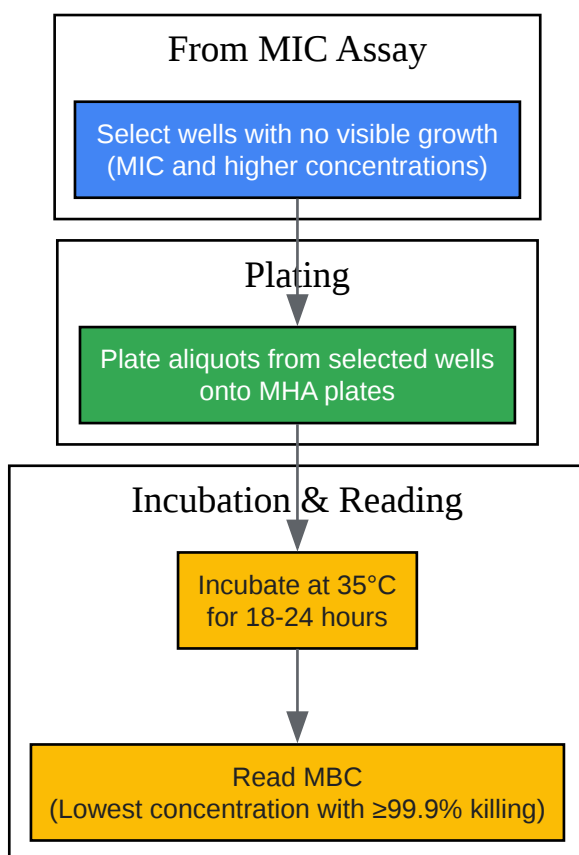 From MIC Assay
Select wells with no visible growth
(MIC and higher concentrations)
Plating
Plate aliquots from selected wells
onto MHA plates
Incubation & Reading
Incubate at 35°C
for 18-24 hours
Read MBC
(Lowest concentration with ≥99.9% killing)